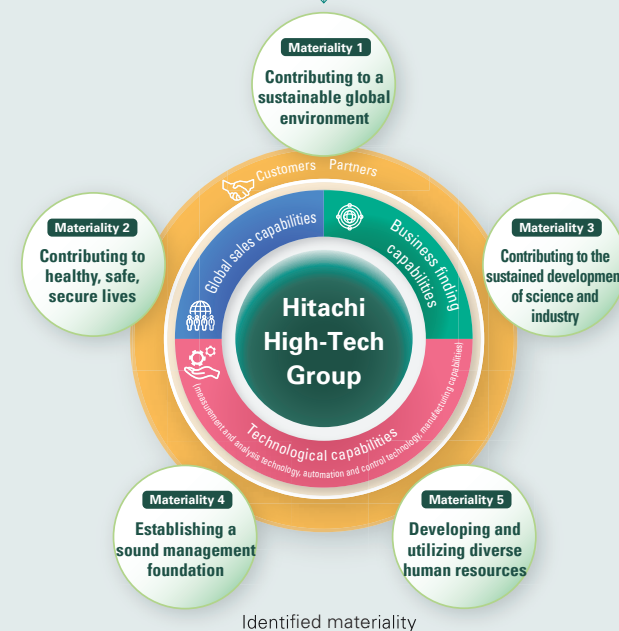 Materiality 1
Contributing to a
sustainable global
environment
Customers Partners
Materiality 2
Contributing to
healthy, safe,
secure lives
Global sales capabilities
Business finding
capabilities
Materiality 3
Contributing to the
sustained development
of science and
industry
Hitachi
High-Tech
Group
Technological capabilities
(measurement and analysis technology, automation and control technology, manufacturing capabilities)
Materiality 4
Establishing a
sound management
foundation
Materiality 5
Developing and
utilizing diverse
human resources
Identified materiality